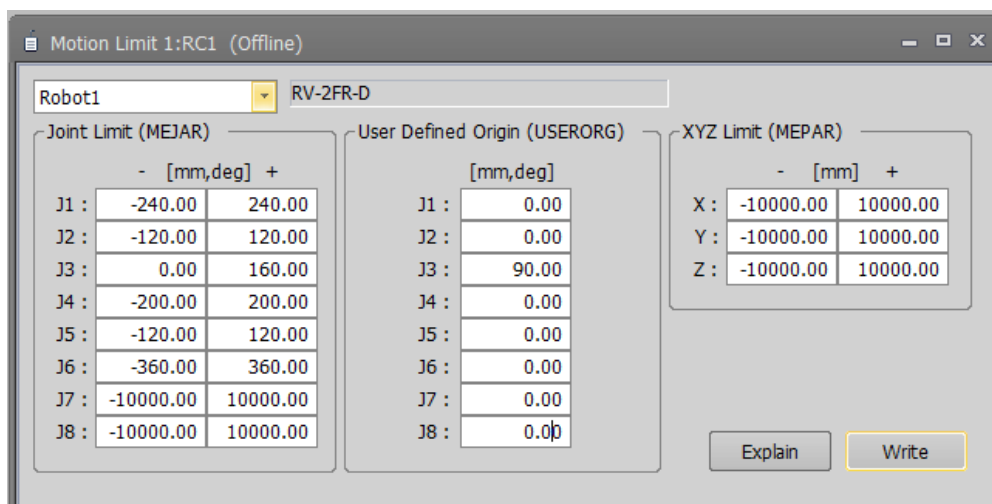 Motion Limit 1:RC1 (Offline)
Robot1 RV-2FR-D
Joint Limit (MEJAR) User Defined Origin (USERORG) XYZ Limit (MEPAR)
- [mm,deg] + [mm,deg] - [mm] +
J1 : -240.00 240.00 J1 : 0.00 X : -10000.00 10000.00
J2 : -120.00 120.00 J2 : 0.00 Y : -10000.00 10000.00
J3 : 0.00 160.00 J3 : 90.00 Z : -10000.00 10000.00
J4 : -200.00 200.00 J4 : 0.00
J5 : -120.00 120.00 J5 : 0.00
J6 : -360.00 360.00 J6 : 0.00
J7 : -10000.00 10000.00 J7 : 0.00
J8 : -10000.00 10000.00 J8 : 0.00
Explain Write